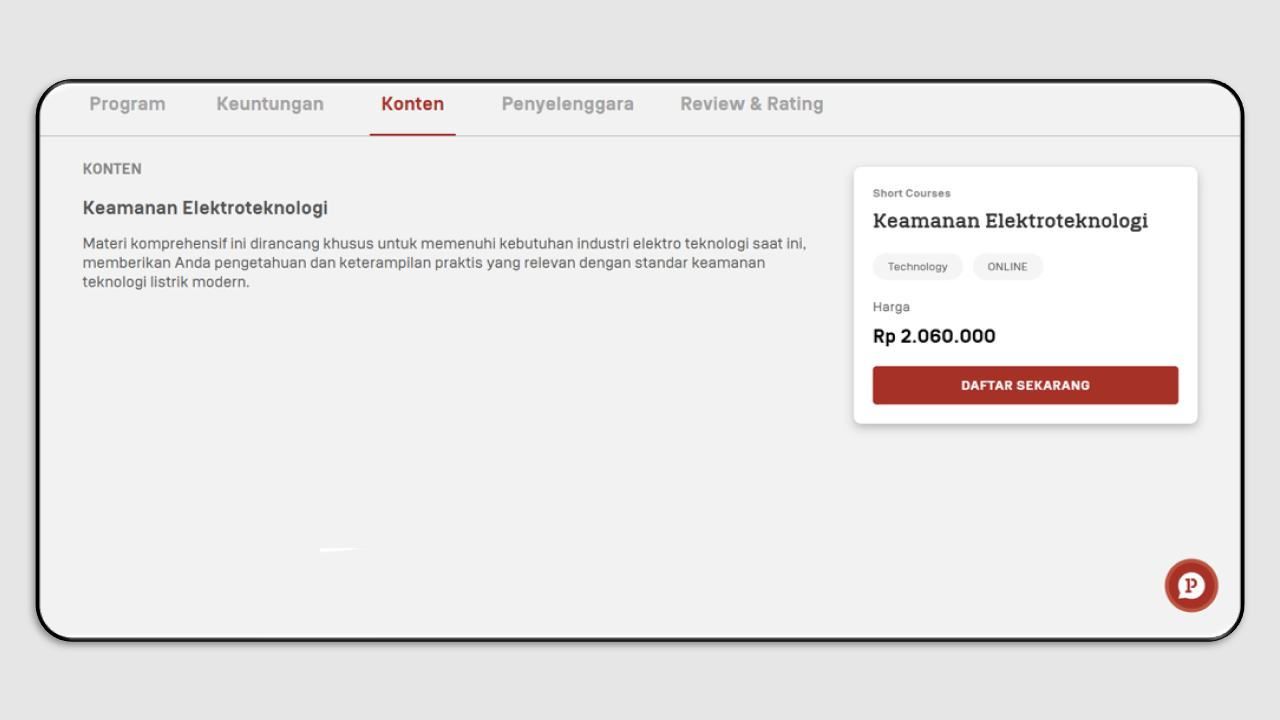 Program Keuntungan Konten Penyelenggara Review & Rating
KONTEN
Keamanan Elektroteknologi
Materi komprehensif ini dirancang khusus untuk memenuhi kebutuhan industri elektro teknologi saat ini,
memberikan Anda pengetahuan dan keterampilan praktis yang relevan dengan standar keamanan
teknologi listrik modern.
Short Courses
Keamanan Elektroteknologi
Technology ONLINE
Harga
Rp 2.060.000
DAFTAR SEKARANG
P